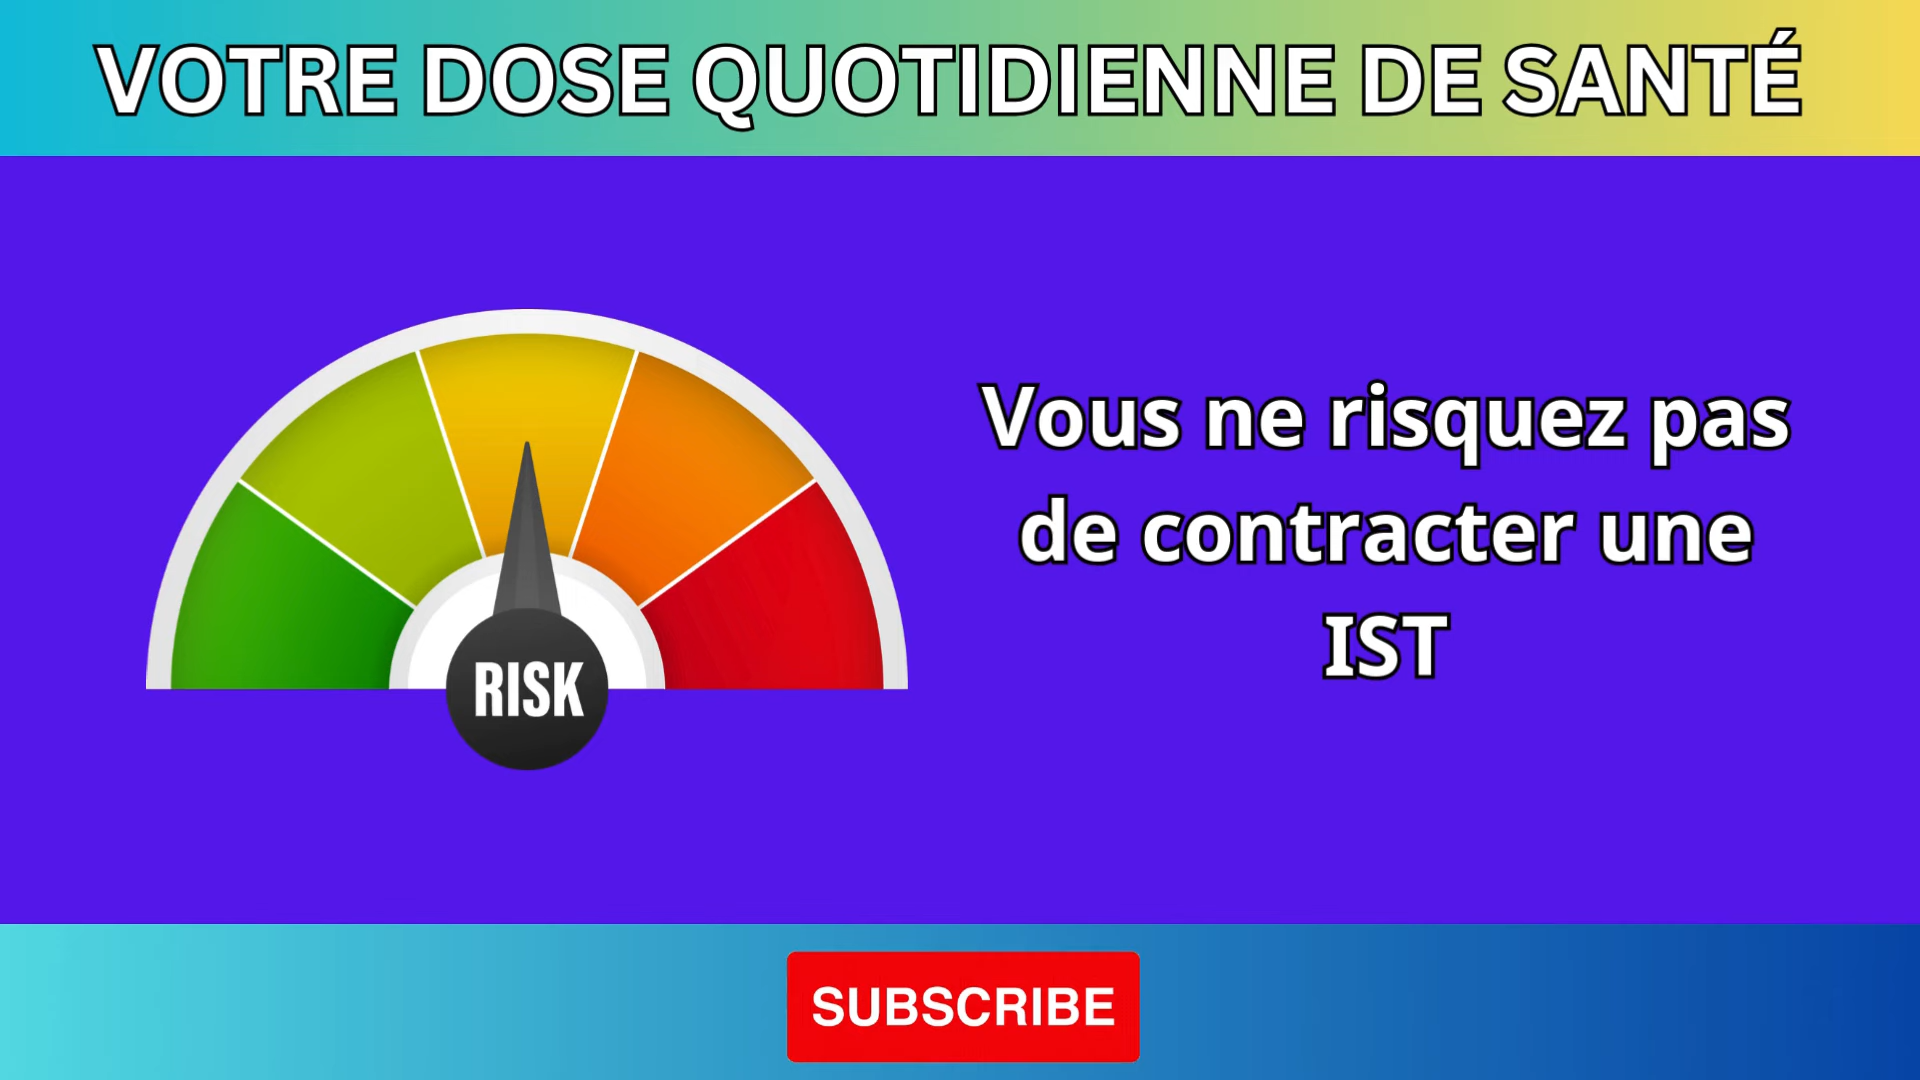 VOTRE DOSE QUOTIDIENNE DE SANTÉ
Vous ne risquez pas
de contracter une
IST
RISK
SUBSCRIBE